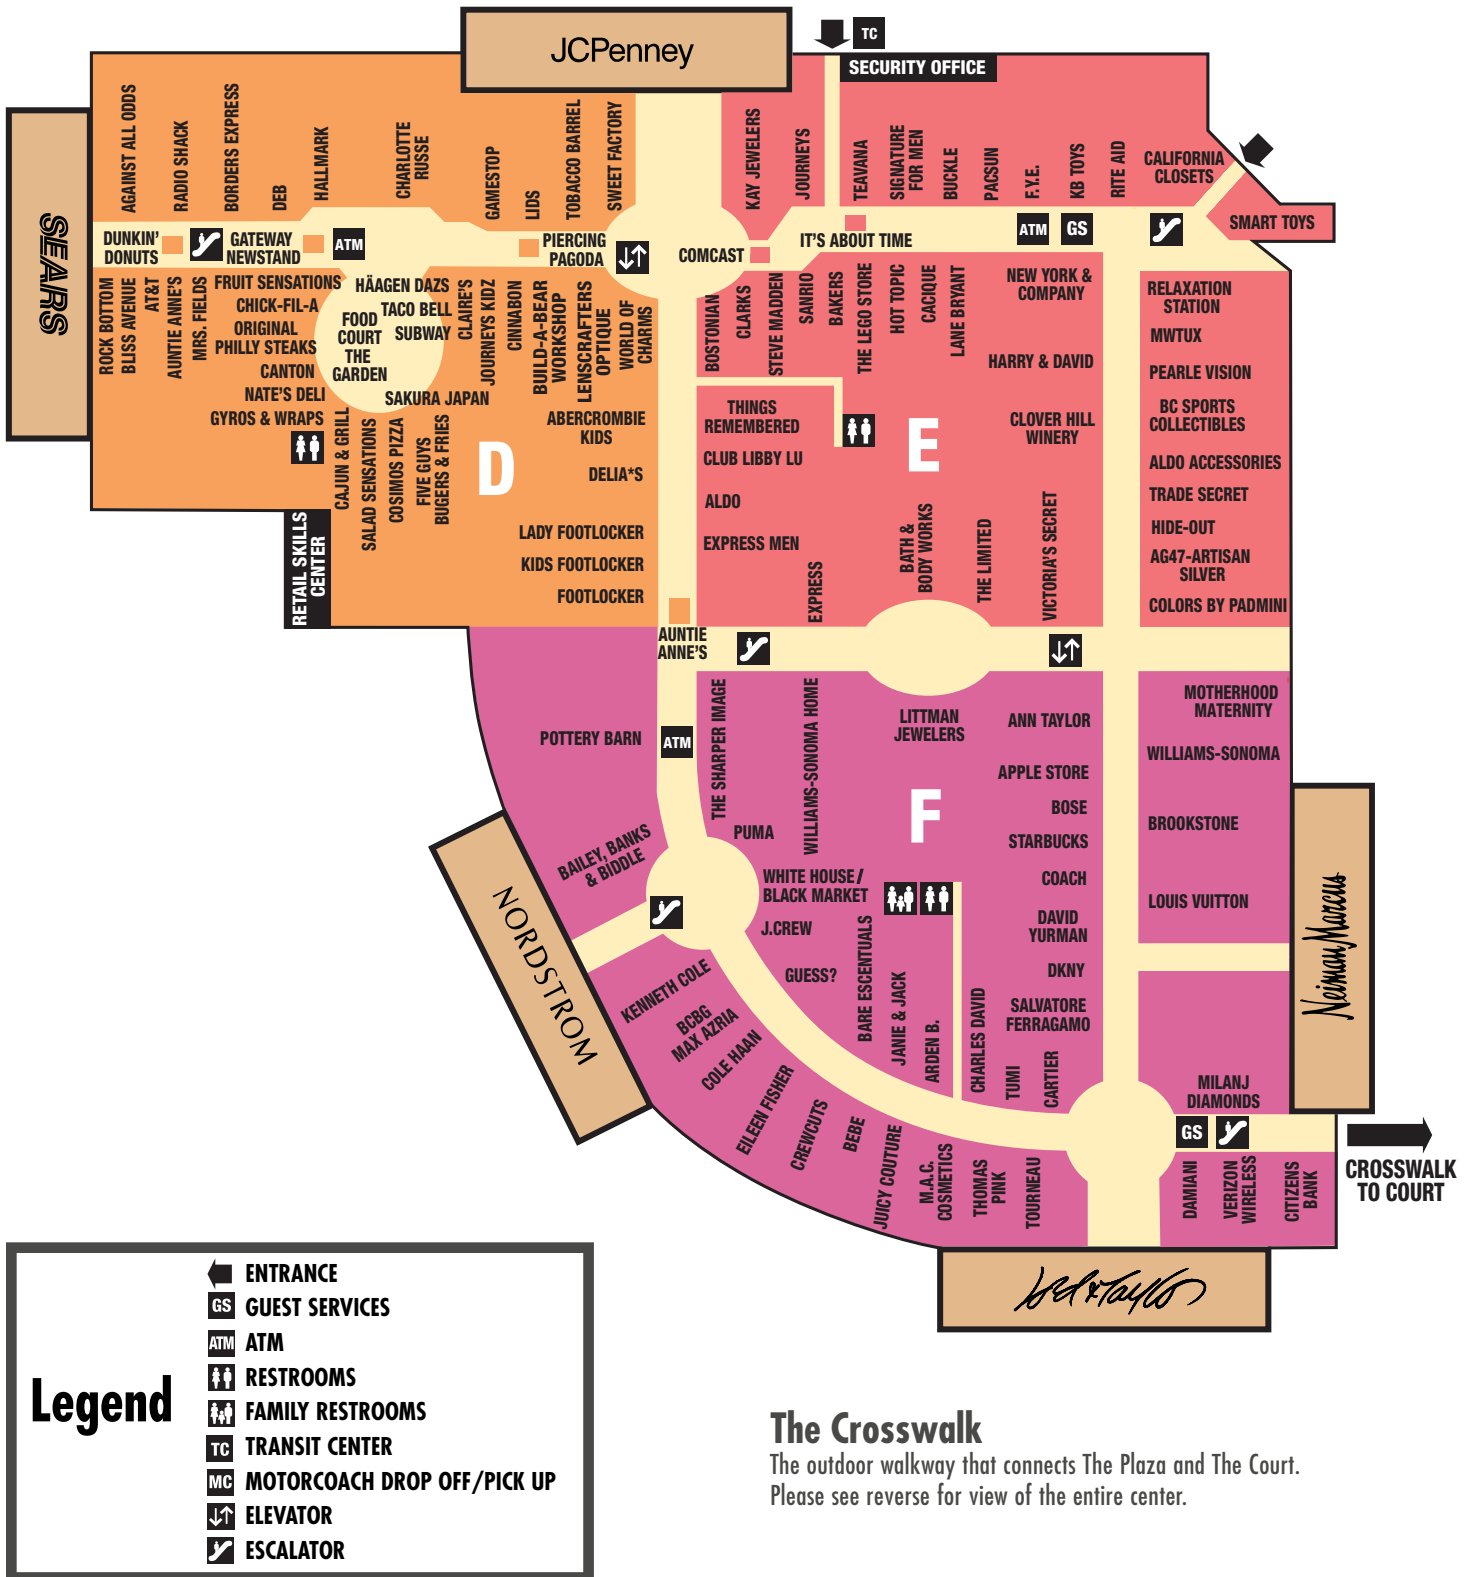 JCPenney
TC
SECURITY OFFICE
SEARS
AGAINST ALL ODDS
RADIO SHACK
BORDERS EXPRESS
DEB
HALLMARK
CHARLOTTE
RUSSE
GAMESTOP
LIDS
TOBACCO BARREL
SWEET FACTORY
KAY JEWELERS
JOURNEYS
TEAVANA
SIGNATURE
FOR MEN
BUCKLE
PACSUN
F.Y.E.
KB TOYS
RITE AID
CALIFORNIA
CLOSETS
SMART TOYS
DUNKIN'
DONUTS
GATEWAY
NEWSTAND
ATM
PIERCING
PAGODA
COMCAST
IT'S ABOUT TIME
ATM
GS
ROCK BOTTOM
BLISS AVENUE
AT&T
AUNTIE ANNE'S
MRS. FIELDS
FRUIT SENSATIONS
CHICK-FIL-A
ORIGINAL
PHILLY STEAKS
CANTON
NATE'S DELI
GYROS & WRAPS
HÄAGEN DAZS
TACO BELL
SUBWAY
FOOD
COURT
THE
GARDEN
SAKURA JAPAN
CAJUN & GRILL
SALAD SENSATIONS
COSIMOS PIZZA
FIVE GUYS
BUGERS & FRIES
CLAIRE'S
JOURNEYS KIDZ
CINNABON
BUILD-A-BEAR
WORKSHOP
LENSCRAFTERS
OPTIQUE
WORLD OF
CHARMS
ABERCROMBIE
KIDS
D
DELIA*S
LADY FOOTLOCKER
KIDS FOOTLOCKER
FOOTLOCKER
RETAIL SKILLS
CENTER
BOSTONIAN
CLARKS
STEVE MADDEN
SANRIO
BAKERS
THE LEGO STORE
HOT TOPIC
CACIQUE
LANE BRYANT
NEW YORK &
COMPANY
HARRY & DAVID
CLOVER HILL
WINERY
THINGS
REMEMBERED
CLUB LIBBY LU
ALDO
EXPRESS MEN
EXPRESS
E
BATH &
BODY WORKS
THE LIMITED
VICTORIA'S SECRET
RELAXATION
STATION
MWTUX
PEARLE VISION
BC SPORTS
COLLECTIBLES
ALDO ACCESSORIES
TRADE SECRET
HIDE-OUT
AG47-ARTISAN
SILVER
COLORS BY PADMINI
AUNTIE
ANNE'S
POTTERY BARN
ATM
BAILEY, BANKS
& BIDDLE
NORDSTROM
THE SHARPER IMAGE
PUMA
WILLIAMS-SONOMA HOME
LITTMAN
JEWELERS
F
ANN TAYLOR
APPLE STORE
BOSE
STARBUCKS
COACH
DAVID
YURMAN
DKNY
SALVATORE
FERRAGAMO
CARTIER
TUMI
CHARLES DAVID
WHITE HOUSE/
BLACK MARKET
J.CREW
GUESS?
BARE ESCENTUALS
JANIE & JACK
ARDEN B.
MOTHERHOOD
MATERNITY
WILLIAMS-SONOMA
BROOKSTONE
LOUIS VUITTON
Neiman Marcus
MILANJ
DIAMONDS
GS
KENNETH COLE
BCBG
MAX AZRIA
COLE HAAN
EILEEN FISHER
CREWCUTS
BEBE
JUICY COUTURE
M.A.C.
COSMETICS
THOMAS
PINK
TOURNEAU
DAMIANI
VERIZON
WIRELESS
CITIZENS
BANK
CROSSWALK
TO COURT
Lord & Taylor
Legend
ENTRANCE
GS GUEST SERVICES
ATM ATM
RESTROOMS
FAMILY RESTROOMS
TC TRANSIT CENTER
MC MOTORCOACH DROP OFF/PICK UP
ELEVATOR
ESCALATOR
The Crosswalk
The outdoor walkway that connects The Plaza and The Court.
Please see reverse for view of the entire center.